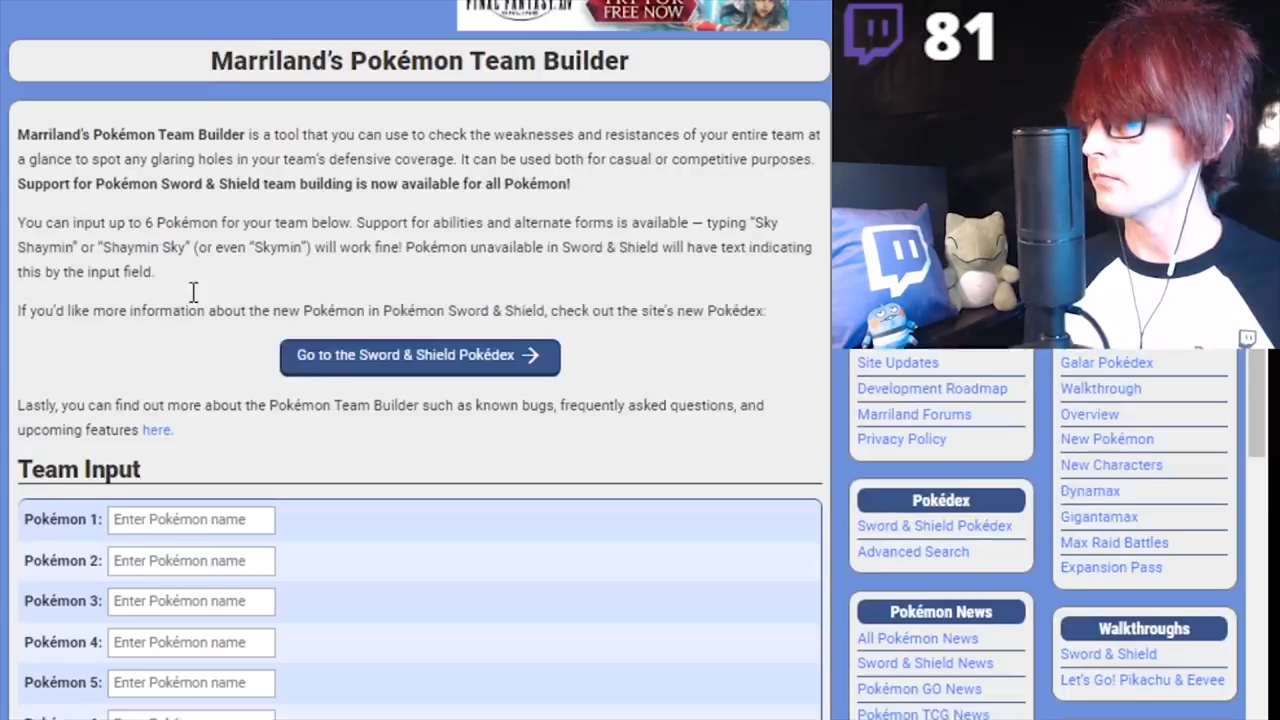 FINAL FANTASY XIV
ONLINE
TRY FOR
FREE NOW
81
Marriland’s Pokémon Team Builder
Marriland’s Pokémon Team Builder is a tool that you can use to check the weaknesses and resistances of your entire team at
a glance to spot any glaring holes in your team’s defensive coverage. It can be used both for casual or competitive purposes.
Support for Pokémon Sword & Shield team building is now available for all Pokémon!
You can input up to 6 Pokémon for your team below. Support for abilities and alternate forms is available — typing “Sky
Shaymin” or “Shaymin Sky” (or even “Skymin”) will work fine! Pokémon unavailable in Sword & Shield will have text indicating
this by the input field.
If you’d like more information about the new Pokémon in Pokémon Sword & Shield, check out the site’s new Pokédex:
Go to the Sword & Shield Pokédex
Lastly, you can find out more about the Pokémon Team Builder such as known bugs, frequently asked questions, and
upcoming features here.
Team Input
Pokémon 1: Enter Pokémon name
Pokémon 2: Enter Pokémon name
Pokémon 3: Enter Pokémon name
Pokémon 4: Enter Pokémon name
Pokémon 5: Enter Pokémon name
Site Updates
Development Roadmap
Marriland Forums
Privacy Policy
Pokédex
Sword & Shield Pokédex
Advanced Search
Pokémon News
All Pokémon News
Sword & Shield News
Pokémon GO News
Pokémon TCG News
Galar Pokédex
Walkthrough
Overview
New Pokémon
New Characters
Dynamax
Gigantamax
Max Raid Battles
Expansion Pass
Walkthroughs
Sword & Shield
Let’s Go! Pikachu & Eevee